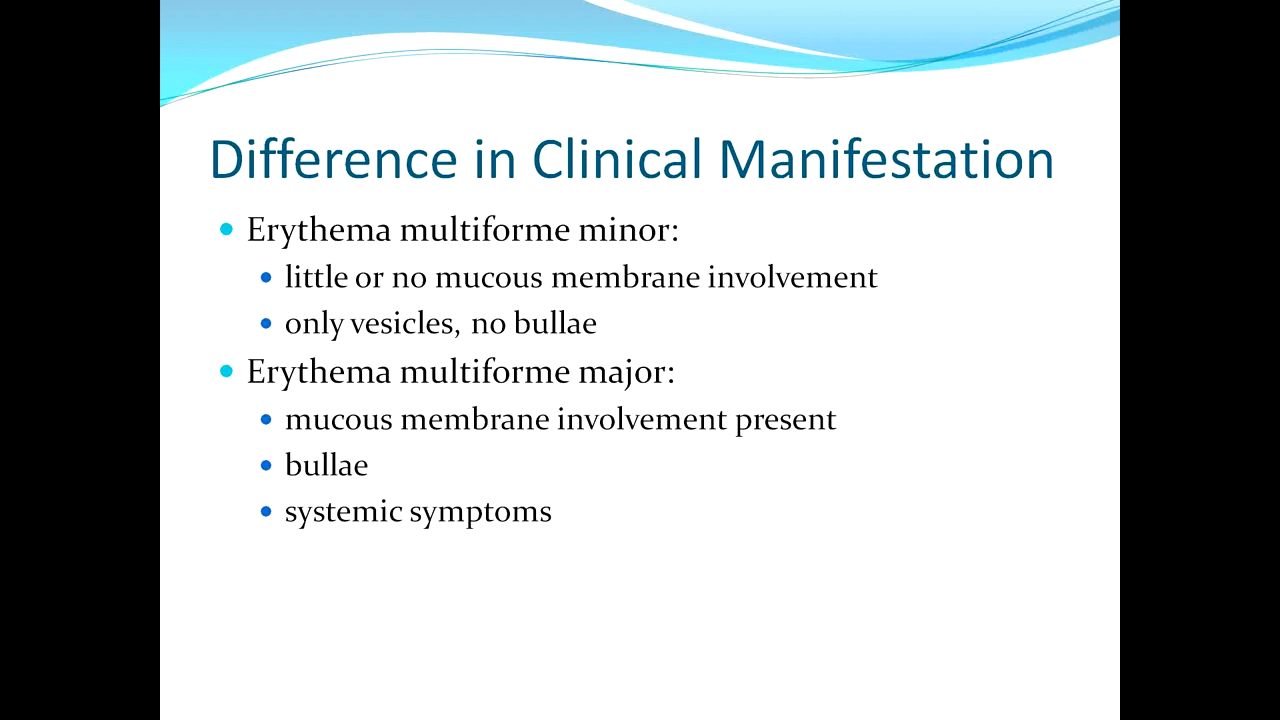 Difference in Clinical Manifestation
Erythema multiforme minor:
little or no mucous membrane involvement
only vesicles, no bullae
Erythema multiforme major:
mucous membrane involvement present
bullae
systemic symptoms